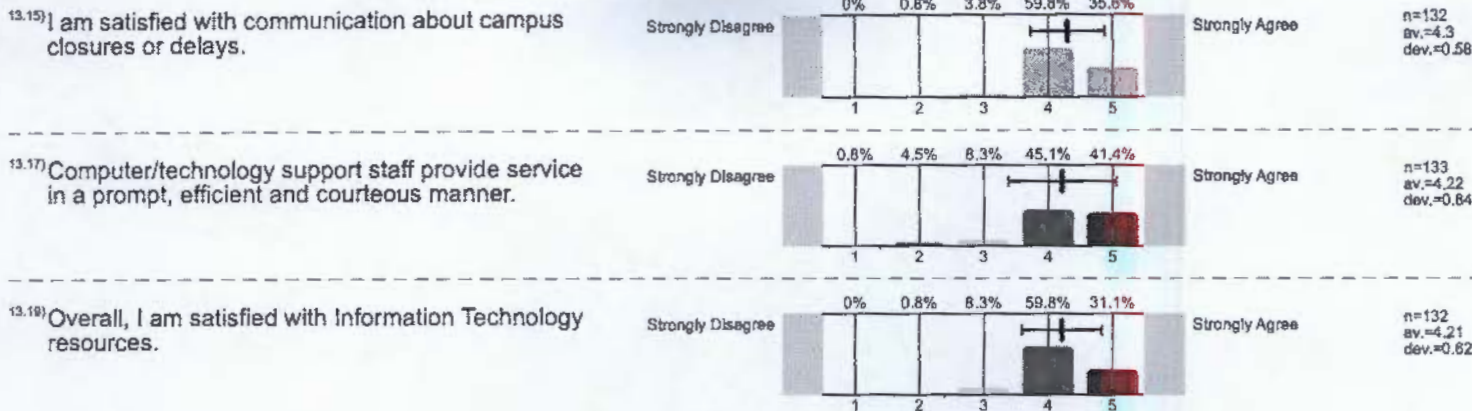 0% 0.8% 3.8% 59.8% 35.6%
13.15) I am satisfied with communication about campus
closures or delays.
Strongly Disagree
Strongly Agree
n=132
av.=4.3
dev.=0.58
1 2 3 4 5
0.8% 4.5% 8.3% 45.1% 41.4%
13.17) Computer/technology support staff provide service
in a prompt, efficient and courteous manner.
Strongly Disagree
Strongly Agree
n=133
av.=4.22
dev.=0.84
1 2 3 4 5
0% 0.8% 8.3% 59.8% 31.1%
13.19) Overall, I am satisfied with Information Technology
resources.
Strongly Disagree
Strongly Agree
n=132
av.=4.21
dev.=0.62
1 2 3 4 5